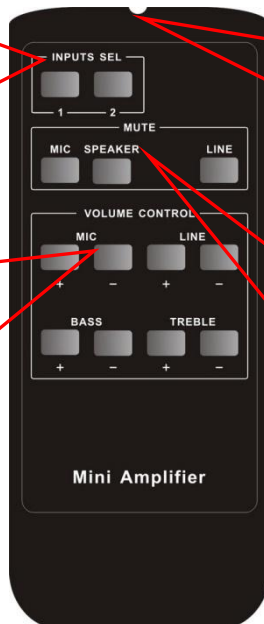 INPUTS SEL
1 2
MUTE
MIC SPEAKER LINE
VOLUME CONTROL
MIC LINE
+ − + −
BASS TREBLE
+ − + −
Mini Amplifier